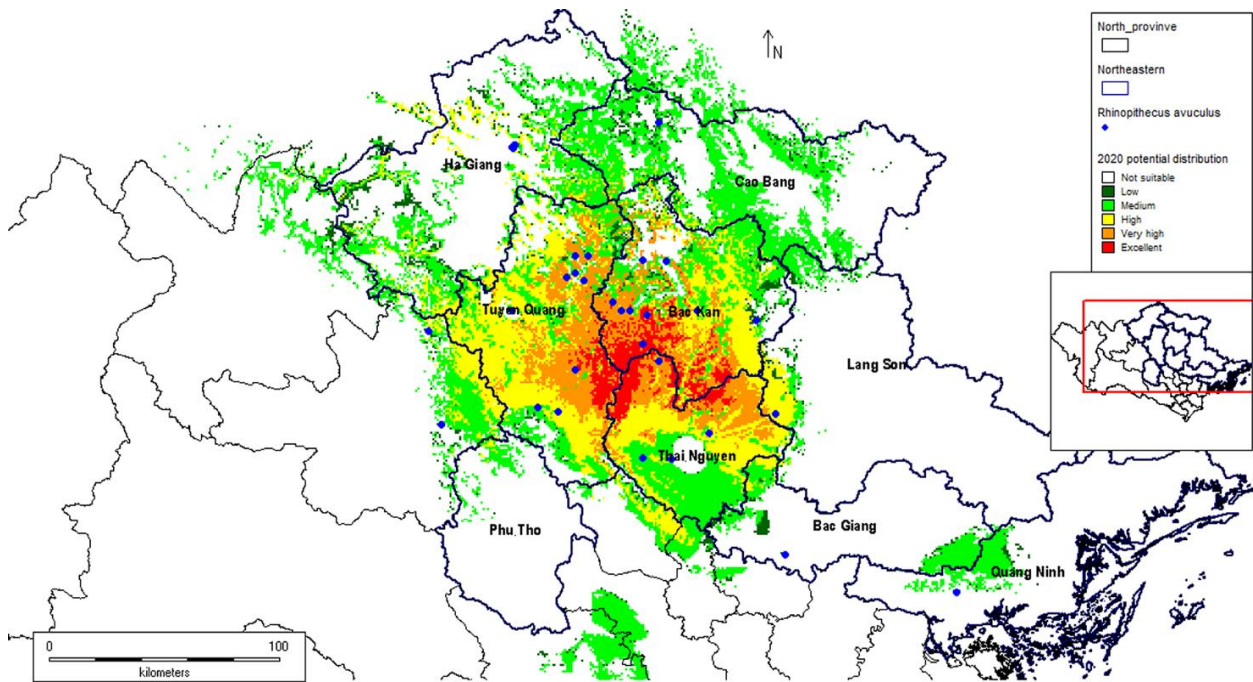 North_provinve
Northeastern
Rhinopithecus avuculus
2020 potential distribution
Not suitable
Low
Medium
High
Very high
Excellent
N
Ha Giang
Cao Bang
Tuyen Quang
Bac Kan
Lang Son
Thai Nguyen
Phu Tho
Bac Giang
Quang Ninh
0 100
kilometers